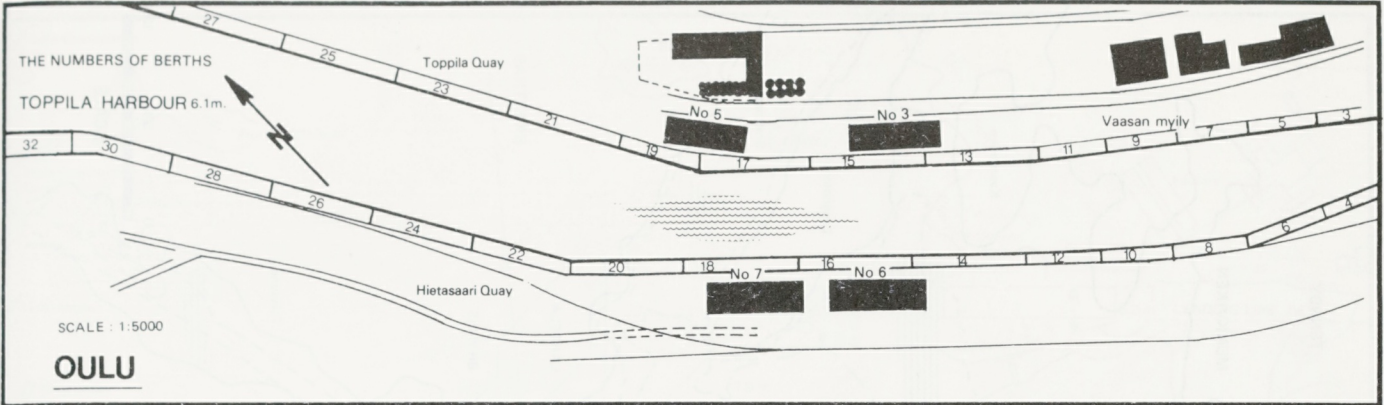 THE NUMBERS OF BERTHS
TOPPILA HARBOUR 6.1m.
N
Toppila Quay
27
25
23
21
19
17
15
13
11
9
7
5
3
No 5
No 3
Vaasan myily
32
30
28
26
24
22
20
18
16
14
12
10
8
6
4
No 7
No 6
Hietasaari Quay
SCALE : 1:5000
OULU